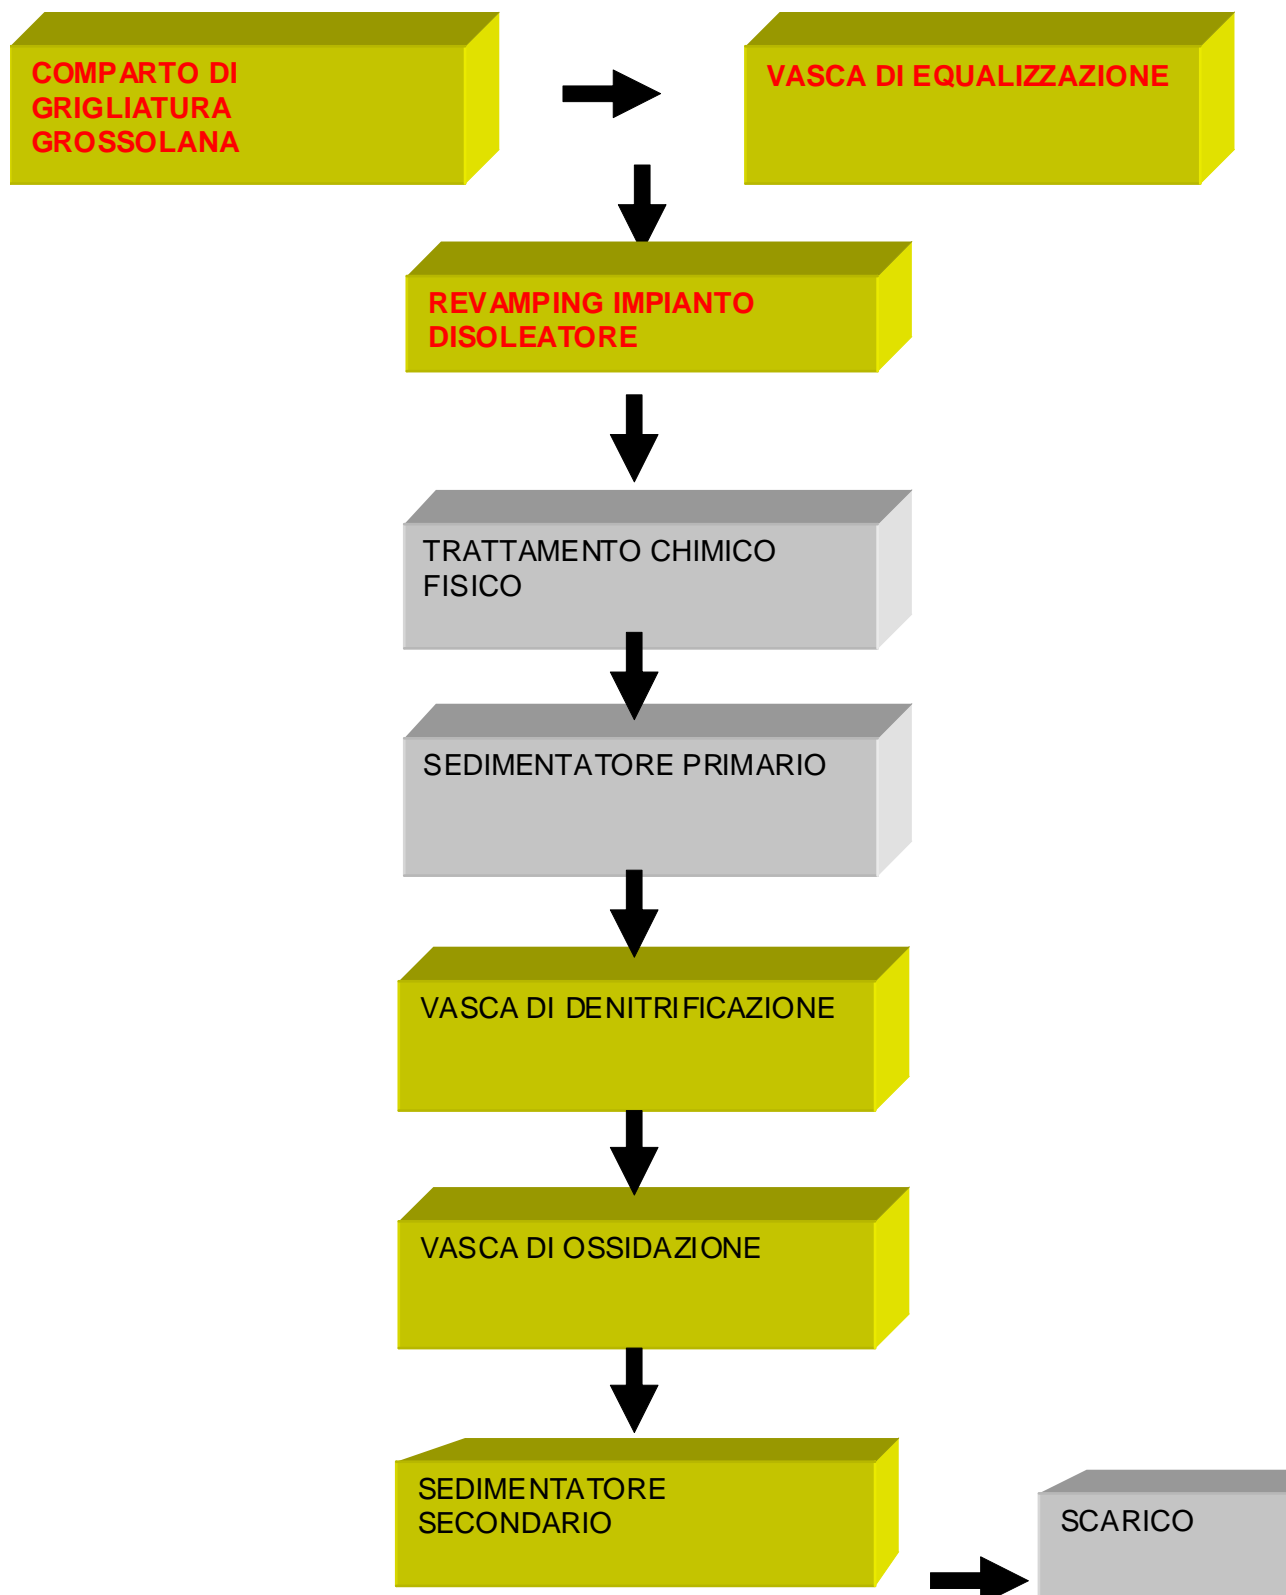 COMPARTO DI
GRIGLIATURA
GROSSOLANA
VASCA DI EQUALIZZAZIONE
REVAMPING IMPIANTO
DISOLEATORE
TRATTAMENTO CHIMICO
FISICO
SEDIMENTATORE PRIMARIO
VASCA DI DENITRIFICAZIONE
VASCA DI OSSIDAZIONE
SEDIMENTATORE
SECONDARIO
SCARICO